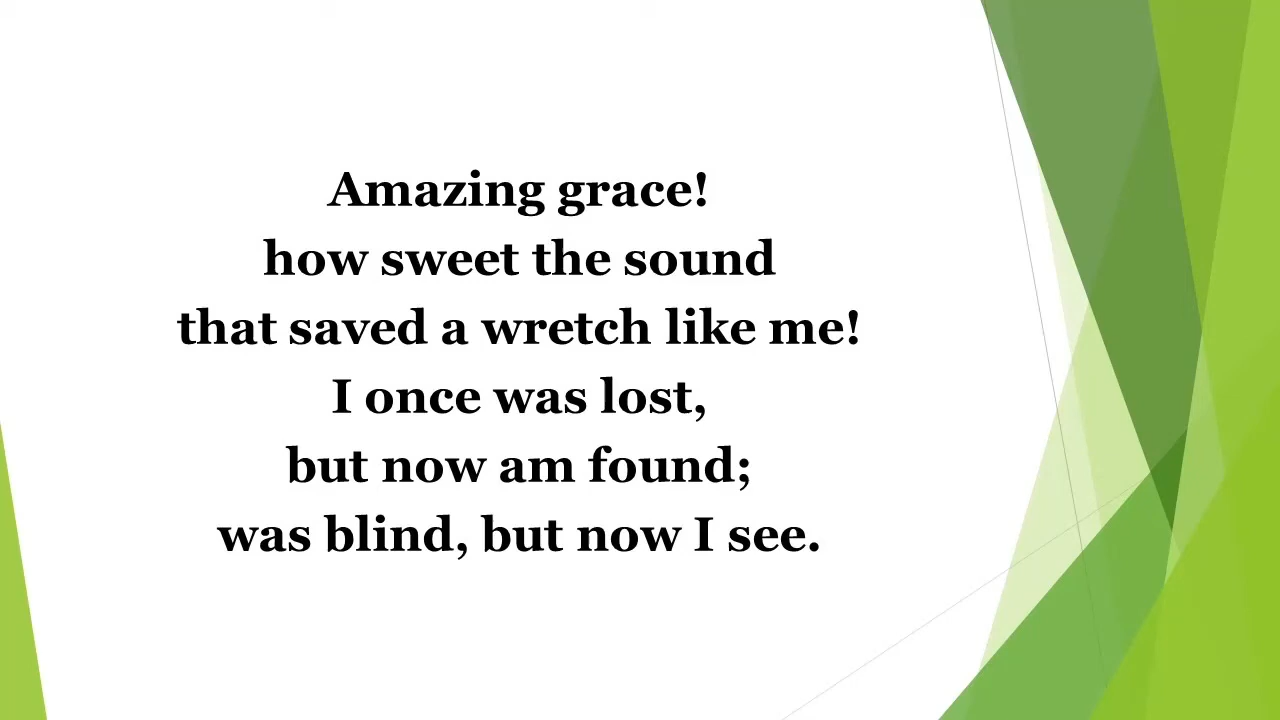 Amazing grace!
how sweet the sound
that saved a wretch like me!
I once was lost,
but now am found;
was blind, but now I see.